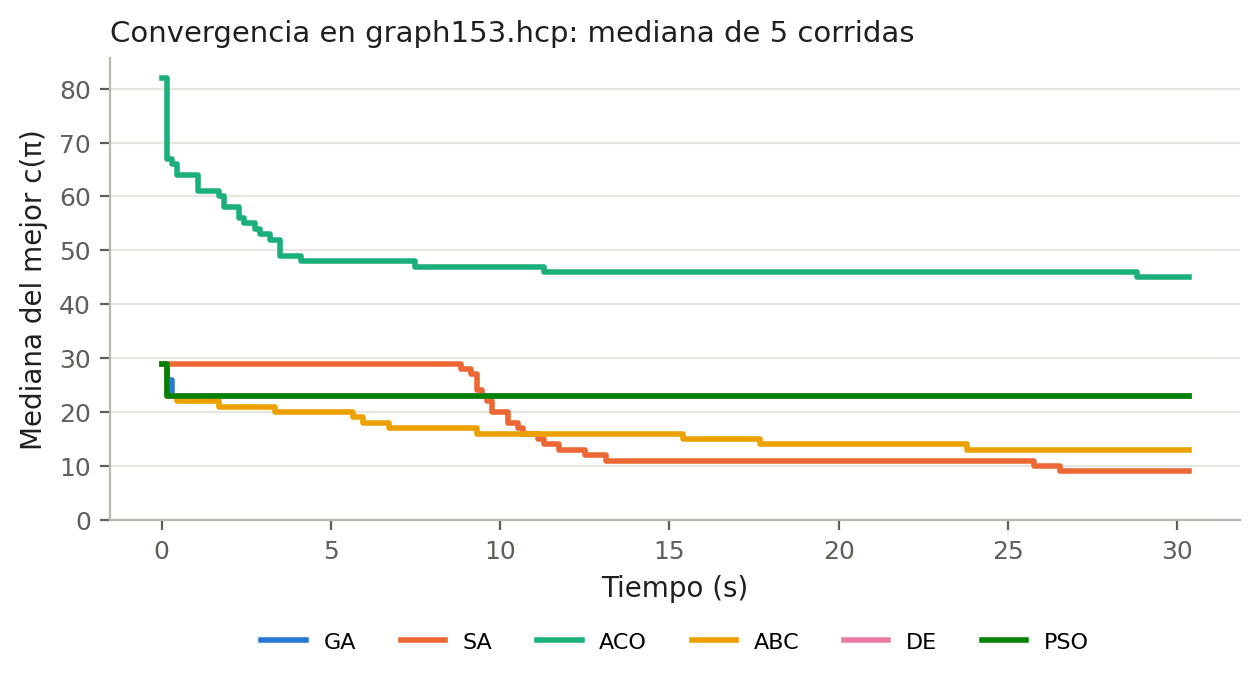 Convergencia en graph153.hcp: mediana de 5 corridas
Mediana del mejor c(π)
80
70
60
50
40
30
20
10
0
0 5 10 15 20 25 30
Tiempo (s)
GA SA ACO ABC DE PSO